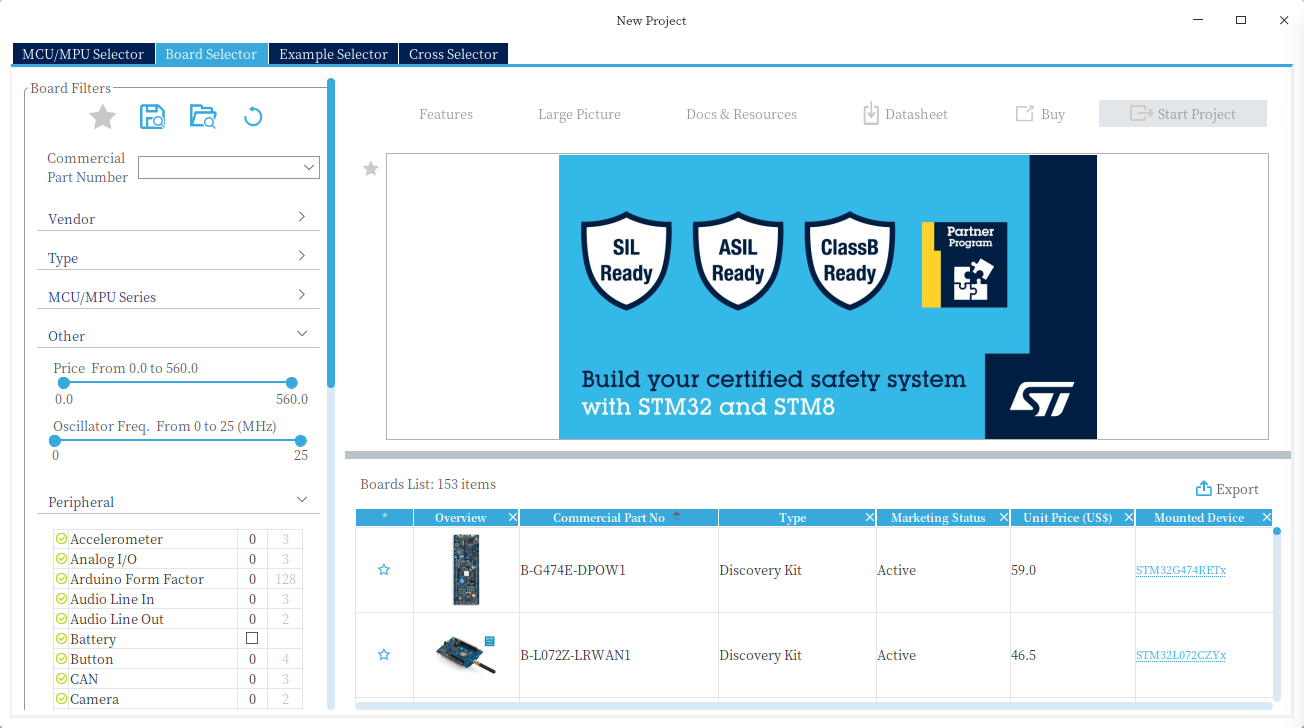 New Project
MCU/MPU Selector Board Selector Example Selector Cross Selector
Board Filters
Commercial
Part Number
Vendor
Type
MCU/MPU Series
Other
Price From 0.0 to 560.0
0.0 560.0
Oscillator Freq. From 0 to 25 (MHz)
0 25
Peripheral
Accelerometer 0 3
Analog I/O 0 3
Arduino Form Factor 0 128
Audio Line In 0 3
Audio Line Out 0 2
Battery
Button 0 4
CAN 0 3
Camera 0 2
Features Large Picture Docs & Resources Datasheet Buy Start Project
SIL
Ready
ASIL
Ready
ClassB
Ready
Partner
Program
Build your certified safety system
with STM32 and STM8
ST
Boards List: 153 items
Export
* Overview Commercial Part No Type Marketing Status Unit Price (US$) Mounted Device
B-G474E-DPOW1 Discovery Kit Active 59.0 STM32G474RETx
B-L072Z-LRWAN1 Discovery Kit Active 46.5 STM32L072CZYx